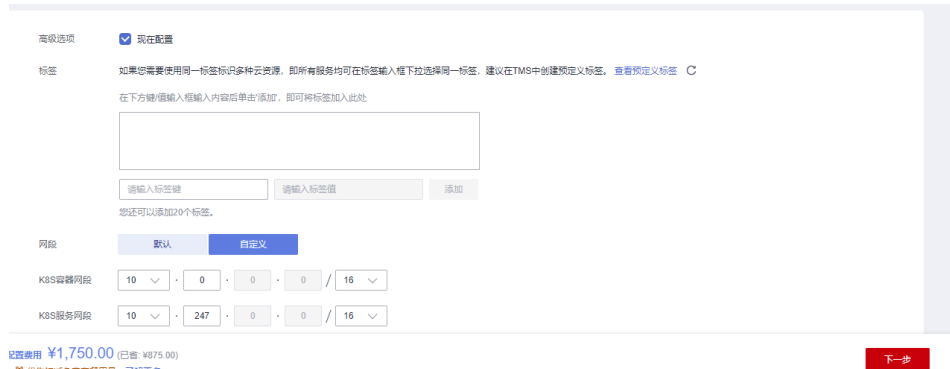 高级选项 现在配置
标签 如果您需要使用同一标签标识多种云资源，即所有服务均可在标签输入框下拉选择同一标签，建议在TMS中创建预定义标签。 查看预定义标签
在下方键/值输入框输入内容后单击'添加'，即可将标签加入此处
请输入标签键 请输入标签值 添加
您还可以添加20个标签。
网段 默认 自定义
K8S容器网段 10 · 0 · 0 · 0 / 16
K8S服务网段 10 · 247 · 0 · 0 / 16
配置费用 ¥1,750.00 (已省: ¥875.00)
下一步